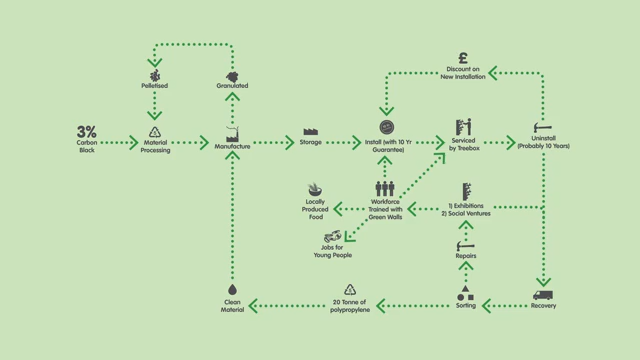 £
Discount on
New Installation
Pelletised
Granulated
3%
Carbon
Black
Material
Processing
Manufacture
Storage
Install (with 10 Yr
Guarantee)
Serviced
by Treebox
Uninstall
(Probably 10 Years)
Locally
Produced
Food
Workforce
Trained with
Green Walls
1) Exhibitions
2) Social Ventures
Jobs for
Young People
Repairs
Clean
Material
20 Tonne of
polypropylene
Sorting
Recovery